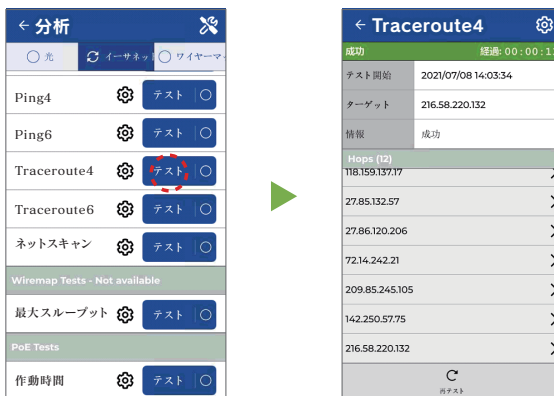 ← 分析
光 イーサネッ ワイヤーマ
Ping4 テスト
Ping6 テスト
Traceroute4 テスト
Traceroute6 テスト
ネットスキャン テスト
Wiremap Tests - Not available
最大スループット テスト
PoE Tests
作動時間 テスト
← Traceroute4
成功 経過: 00:00:1
テスト開始 2021/07/08 14:03:34
ターゲット 216.58.220.132
情報 成功
Hops (12)
118.159.137.17
27.85.132.57
27.86.120.206
72.14.242.21
209.85.245.105
142.250.57.75
216.58.220.132
再テスト